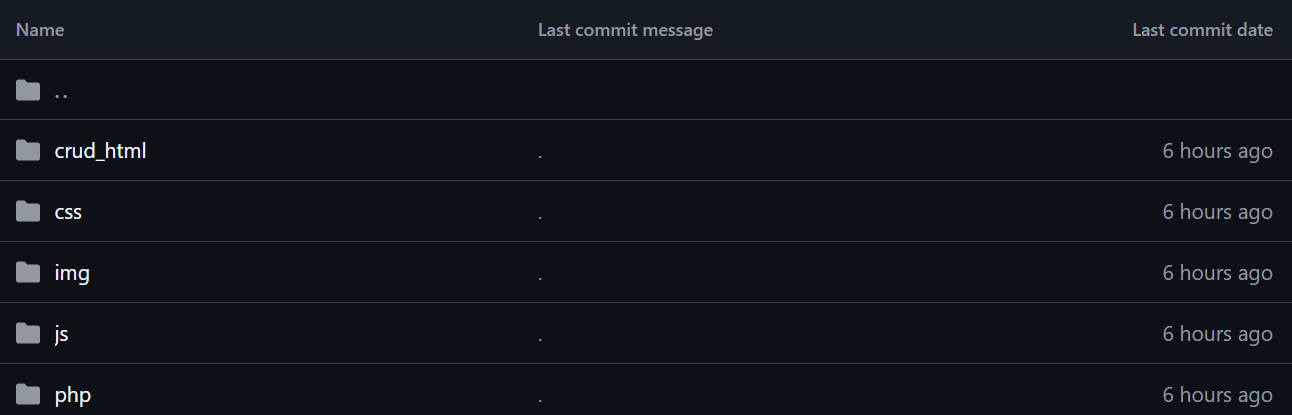 Name Last commit message Last commit date
..
crud_html . 6 hours ago
css . 6 hours ago
img . 6 hours ago
js . 6 hours ago
php . 6 hours ago